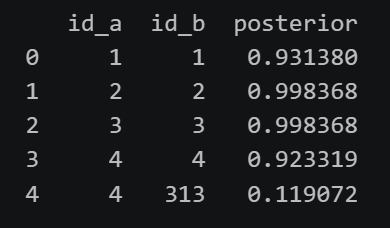 id_a id_b posterior
0 1 1 0.931380
1 2 2 0.998368
2 3 3 0.998368
3 4 4 0.923319
4 4 313 0.119072